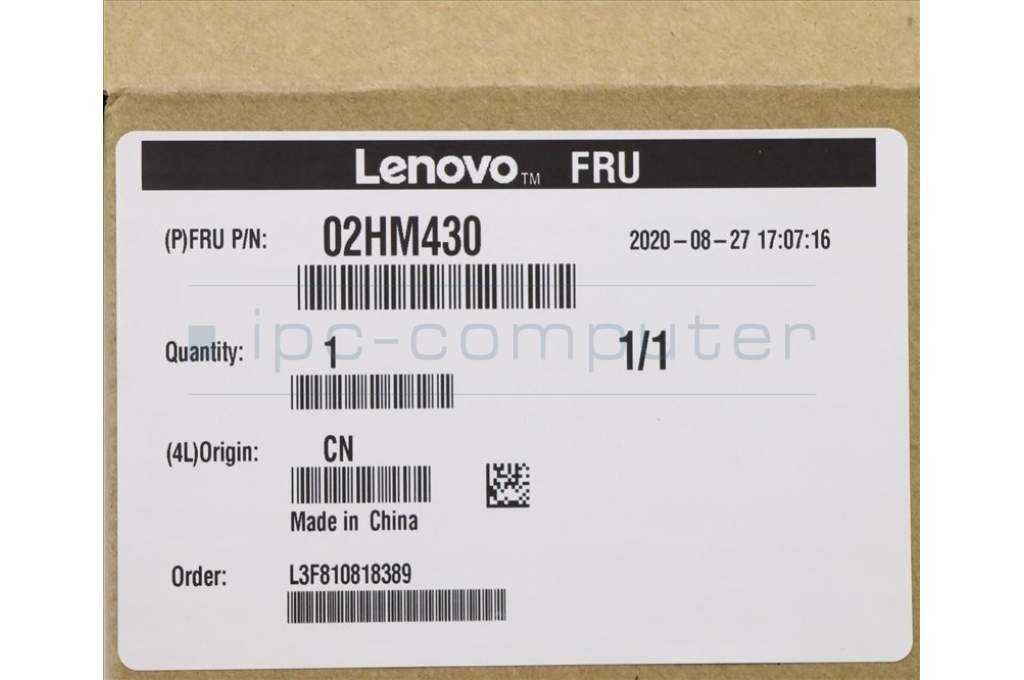 Lenovo™ FRU
(P)FRU P/N: 02HM430 2020-08-27 17:07:16
ipc-computer
Quantity: 1 1/1
(4L)Origin: CN
Made in China
Order: L3F810818389